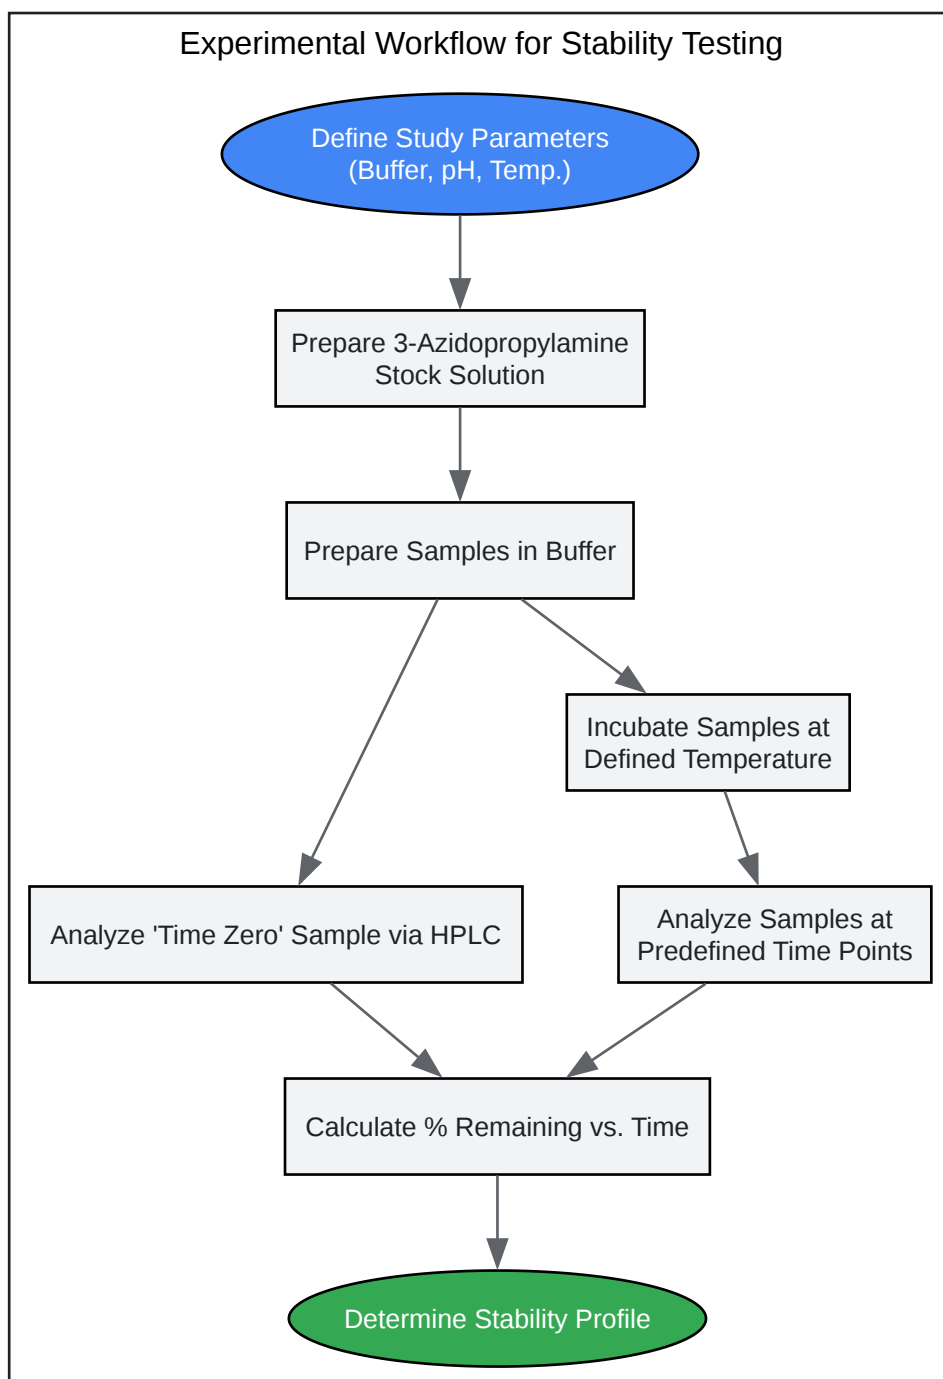 Experimental Workflow for Stability Testing
Define Study Parameters
(Buffer, pH, Temp.)
Prepare 3-Azidopropylamine
Stock Solution
Prepare Samples in Buffer
Incubate Samples at
Defined Temperature
Analyze 'Time Zero' Sample via HPLC
Analyze Samples at
Predefined Time Points
Calculate % Remaining vs. Time
Determine Stability Profile